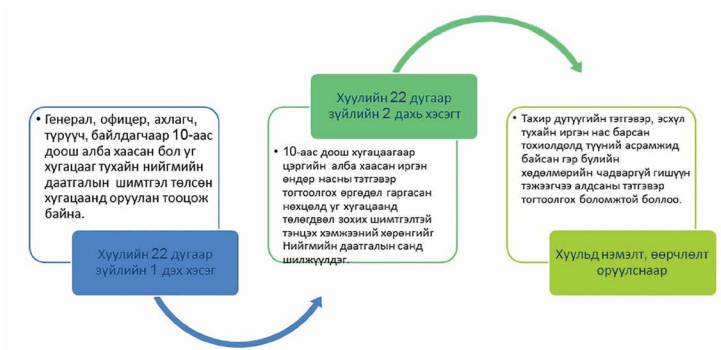 • Генерал, офицер, ахлагч,
түрүүч, байлдагчаар 10-аас
доош алба хаасан бол уг
хугацааг тухайн нийгмийн
даатгалын шимтгэл төлсөн
хугацаанд оруулан тооцож
байна.
Хуулийн 22 дугаар
зүйлийн 1 дэх хэсэг
Хуулийн 22 дугаар
зүйлийн 2 дахь хэсэгт
• 10-аас доош хугацаагаар
цэргийн алба хаасан иргэн
өндөр насны тэтгэвэр
тогтоолгох өргөдөл гаргасан
нөхцөлд уг хугацаанд
төлөгдвөл зохих шимтгэлтэй
тэнцэх хэмжээний хөрөнгийг
Нийгмийн даатгалын санд
шилжүүлдэг.
• Тахир дутуугийн тэтгэвэр, эсхүл
тухайн иргэн нас барсан
тохиолдолд түүний асрамжид
байсан гэр бүлийн
хөдөлмөрийн чадваргүй гишүүн
тэжээгчээ алдсаны тэтгэвэр
тогтоолгох боломжтой боллоо.
Хуульд нэмэлт, өөрчлөлт
оруулснаар